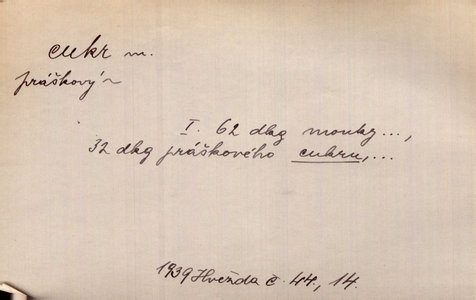 cukr m.
práškový ~
I. 62 dkg mouky...,
32 dkg práškového cukru,...
1939 Hvězda č. 44., 14.